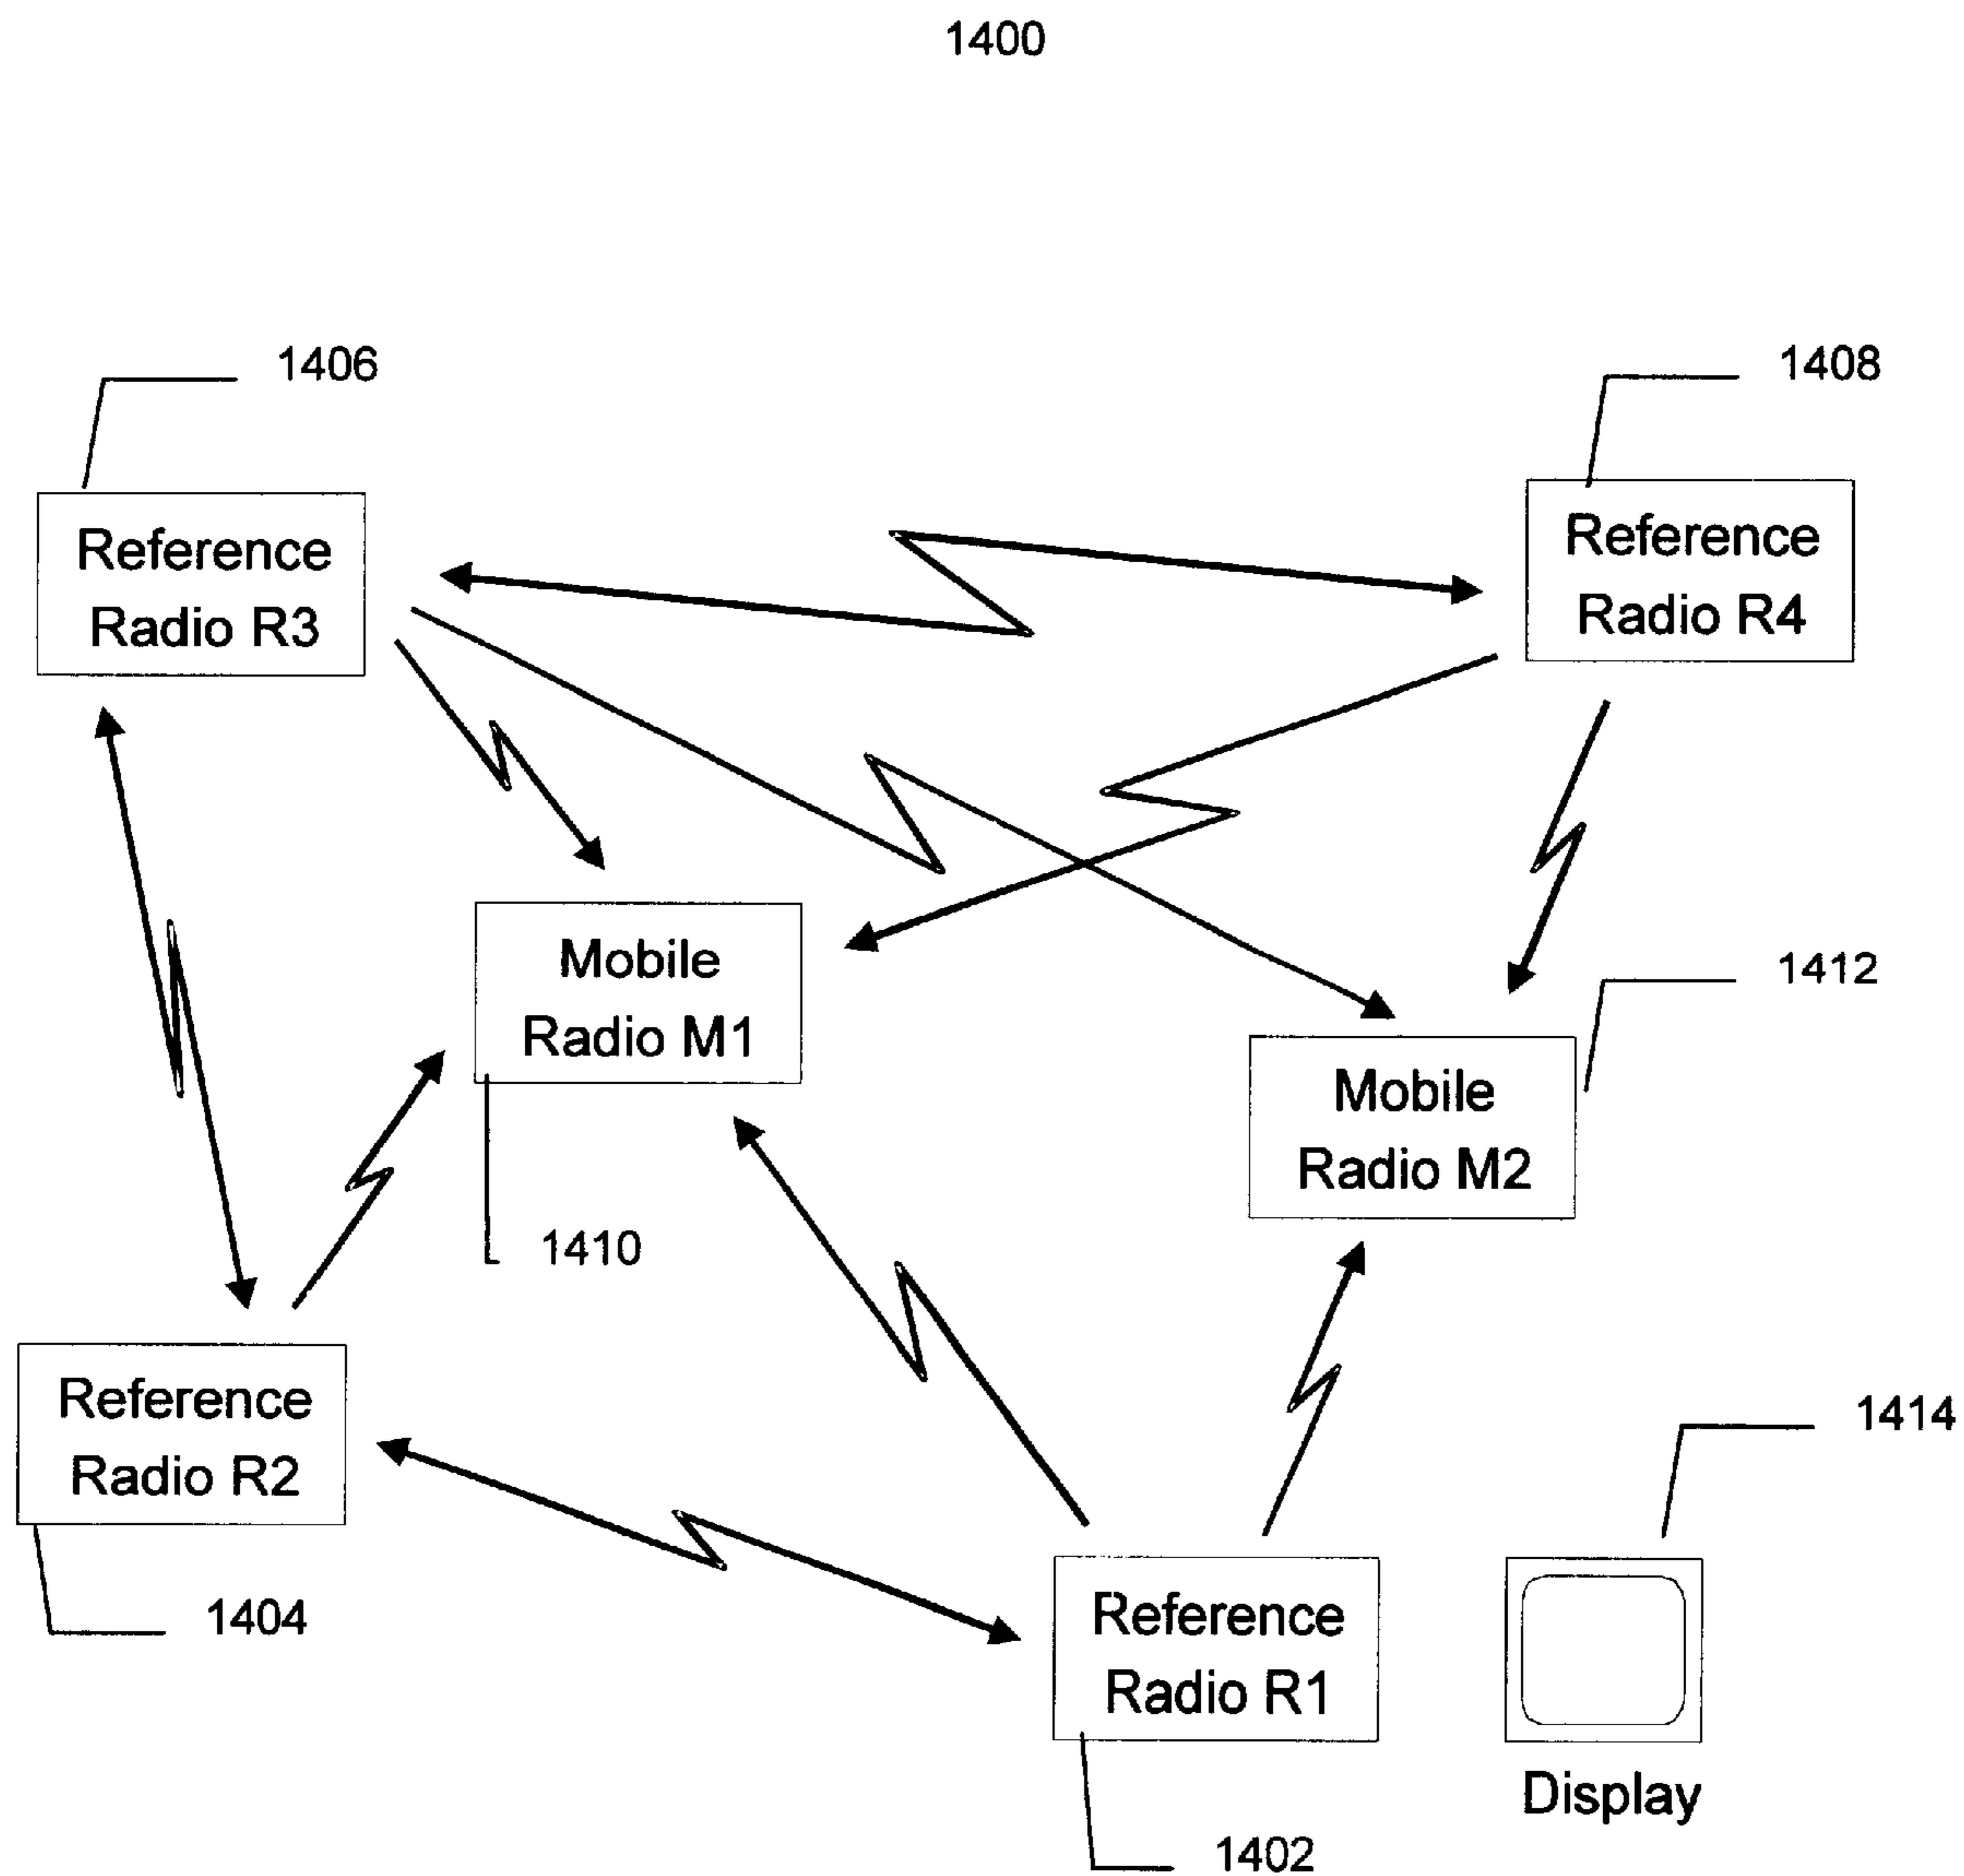 1400
1406
1408
Reference
Radio R3
Reference
Radio R4
Mobile
Radio M1
1412
Mobile
Radio M2
1410
Reference
Radio R2
1414
1404
Reference
Radio R1
Display
1402